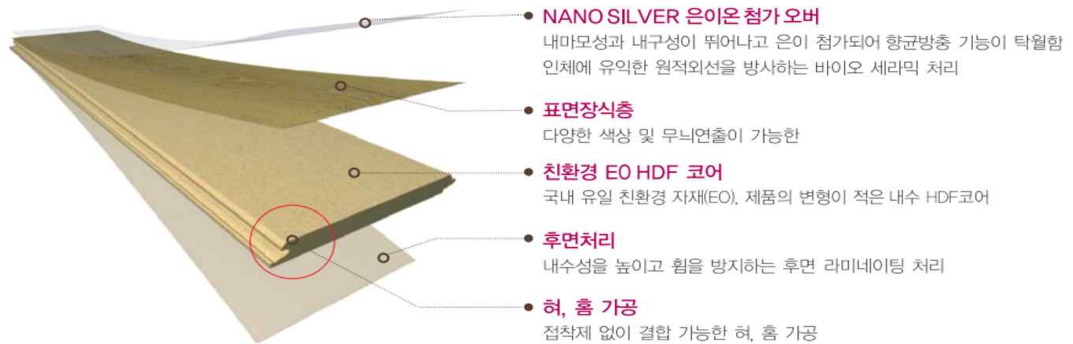 NANO SILVER 은이온 첨가 오버
내마모성과 내구성이 뛰어나고 은이 첨가되어 향균방충 기능이 탁월함
인체에 유익한 원적외선을 방사하는 바이오 세라믹 처리
표면장식층
다양한 색상 및 무늬연출이 가능한
친환경 E0 HDF 코어
국내 유일 친환경 자재(EO), 제품의 변형이 적은 내수 HDF코어
후면처리
내수성을 높이고 휨을 방지하는 후면 라미네이팅 처리
혀, 홈 가공
접착제 없이 결합 가능한 혀, 홈 가공